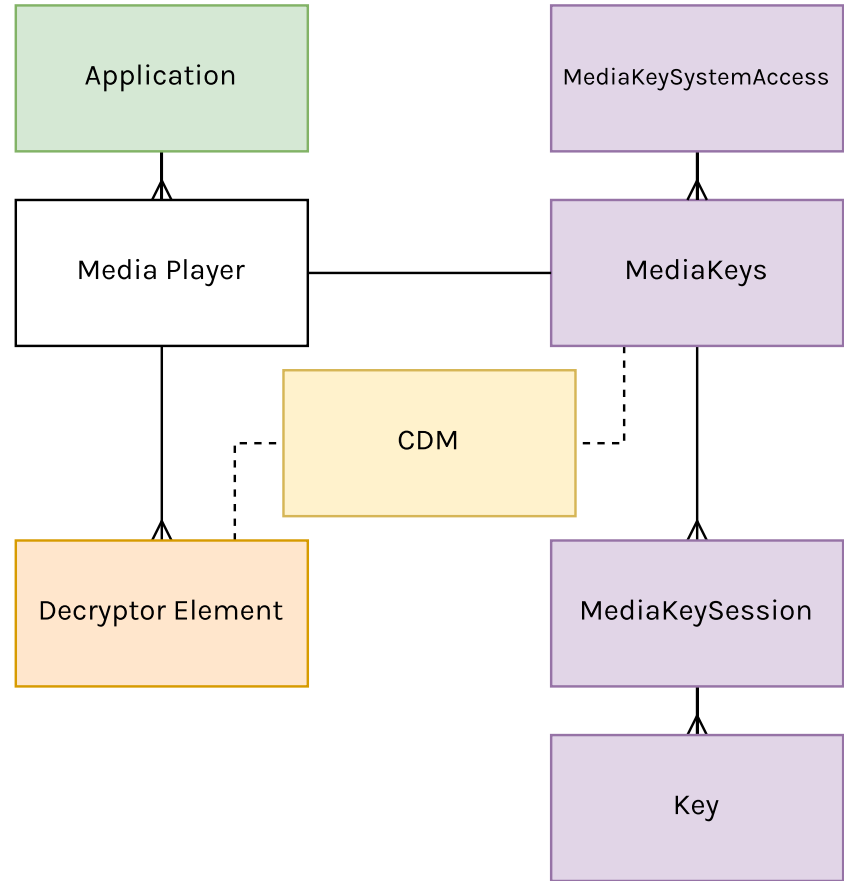 Application
MediaKeySystemAccess
Media Player
MediaKeys
CDM
Decryptor Element
MediaKeySession
Key